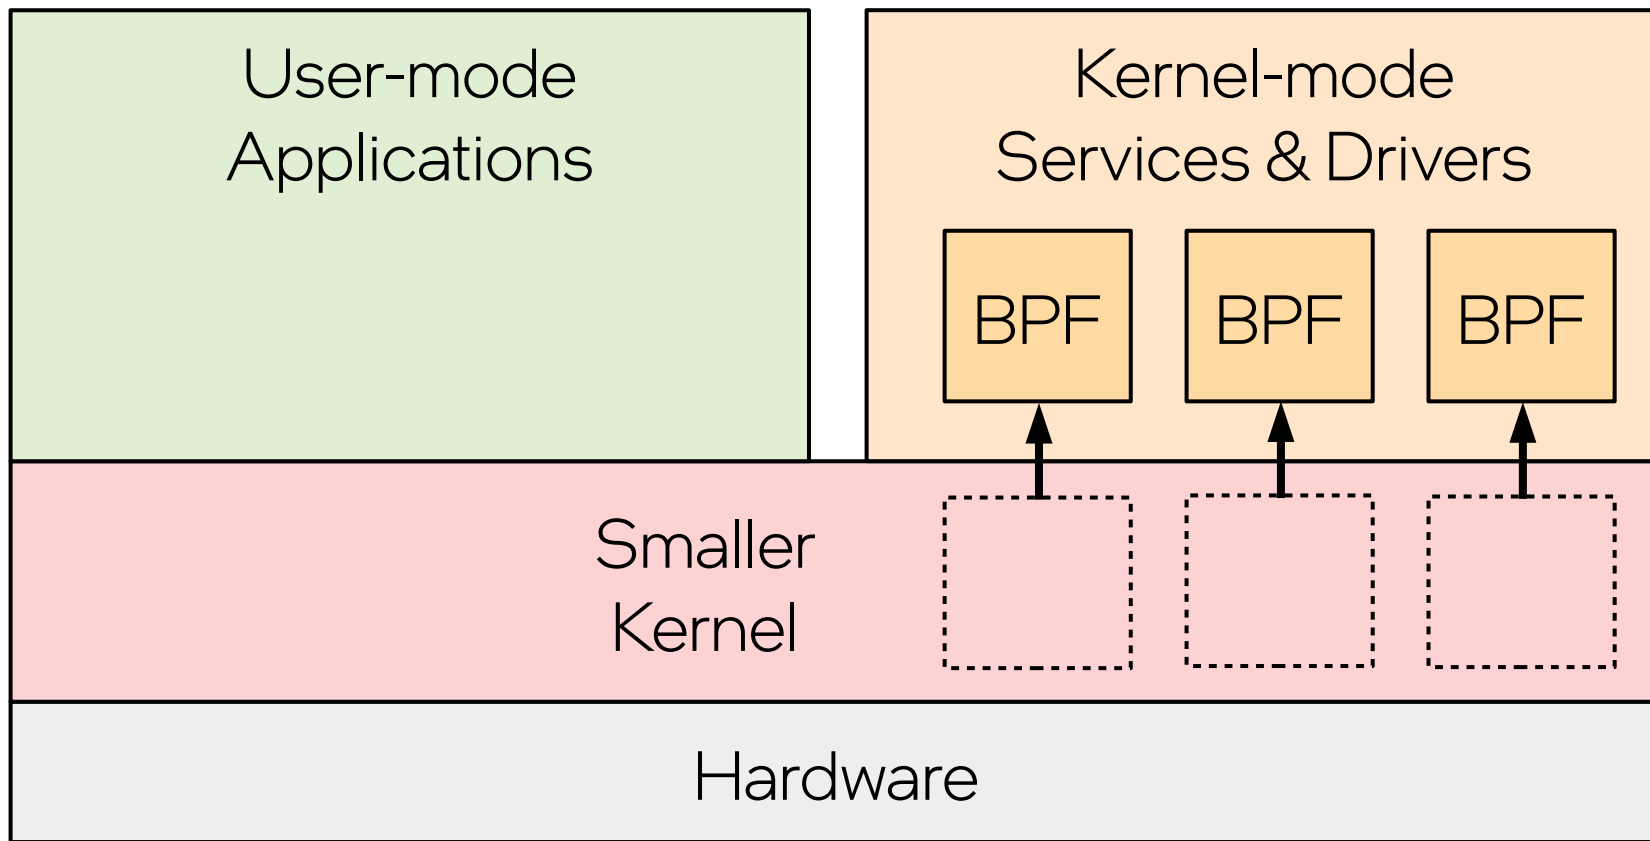 User-mode
Applications
Kernel-mode
Services & Drivers
BPF
BPF
BPF
Smaller
Kernel
Hardware